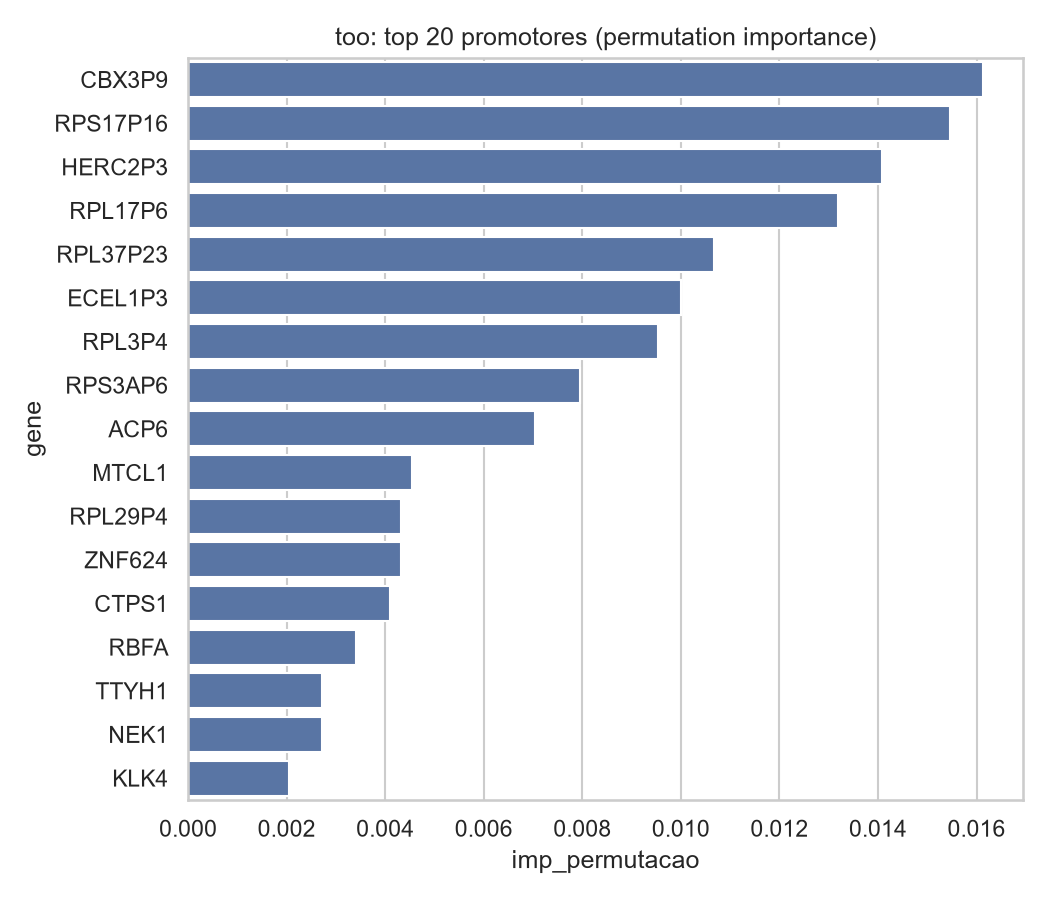 too: top 20 promotores (permutation importance)
CBX3P9
RPS17P16
HERC2P3
RPL17P6
RPL37P23
ECEL1P3
RPL3P4
RPS3AP6
ACP6
MTCL1
RPL29P4
ZNF624
CTPS1
RBFA
TTYH1
NEK1
KLK4
gene
0.000 0.002 0.004 0.006 0.008 0.010 0.012 0.014 0.016
imp_permutacao